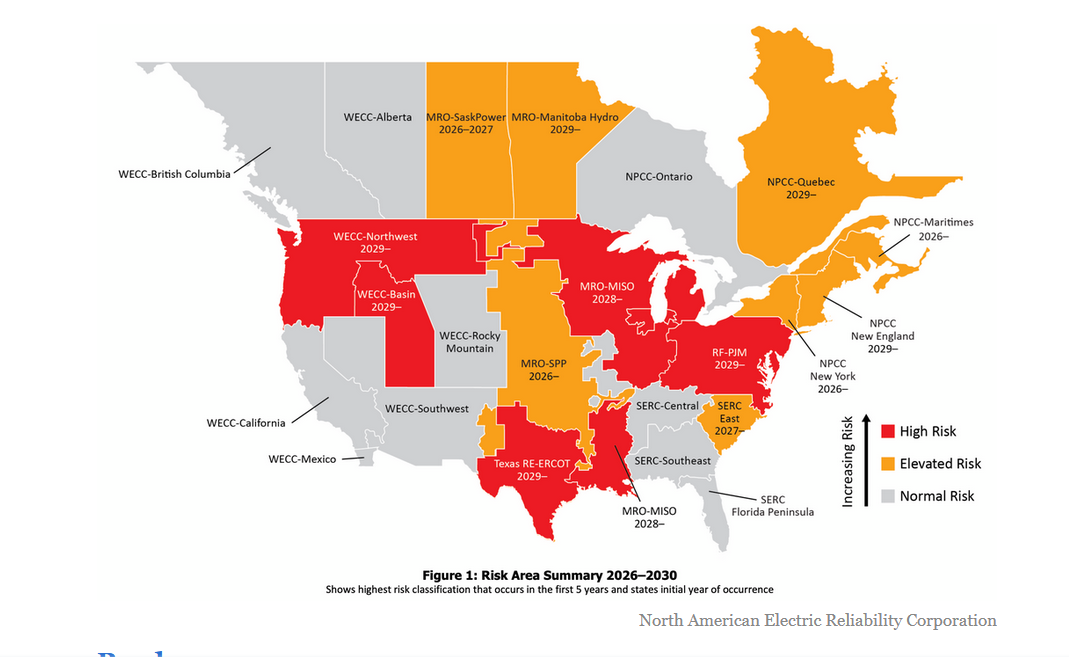 WECC-Alberta
MRO-SaskPower
2026–2027
MRO-Manitoba Hydro
2029–
WECC-British Columbia
NPCC-Ontario
NPCC-Quebec
2029–
NPCC-Maritimes
2026–
WECC-Northwest
2029–
WECC-Basin
2029–
MRO-MISO
2028–
WECC-Rocky
Mountain
MRO-SPP
2026–
RF-PJM
2029–
NPCC
New England
2029–
NPCC
New York
2026–
WECC-California
WECC-Southwest
SERC-Central
SERC
East
2027–
WECC-Mexico
Texas RE-ERCOT
2029–
SERC-Southeast
MRO-MISO
2028–
SERC
Florida Peninsula
Increasing Risk
High Risk
Elevated Risk
Normal Risk
Figure 1: Risk Area Summary 2026–2030
Shows highest risk classification that occurs in the first 5 years and states initial year of occurrence
North American Electric Reliability Corporation